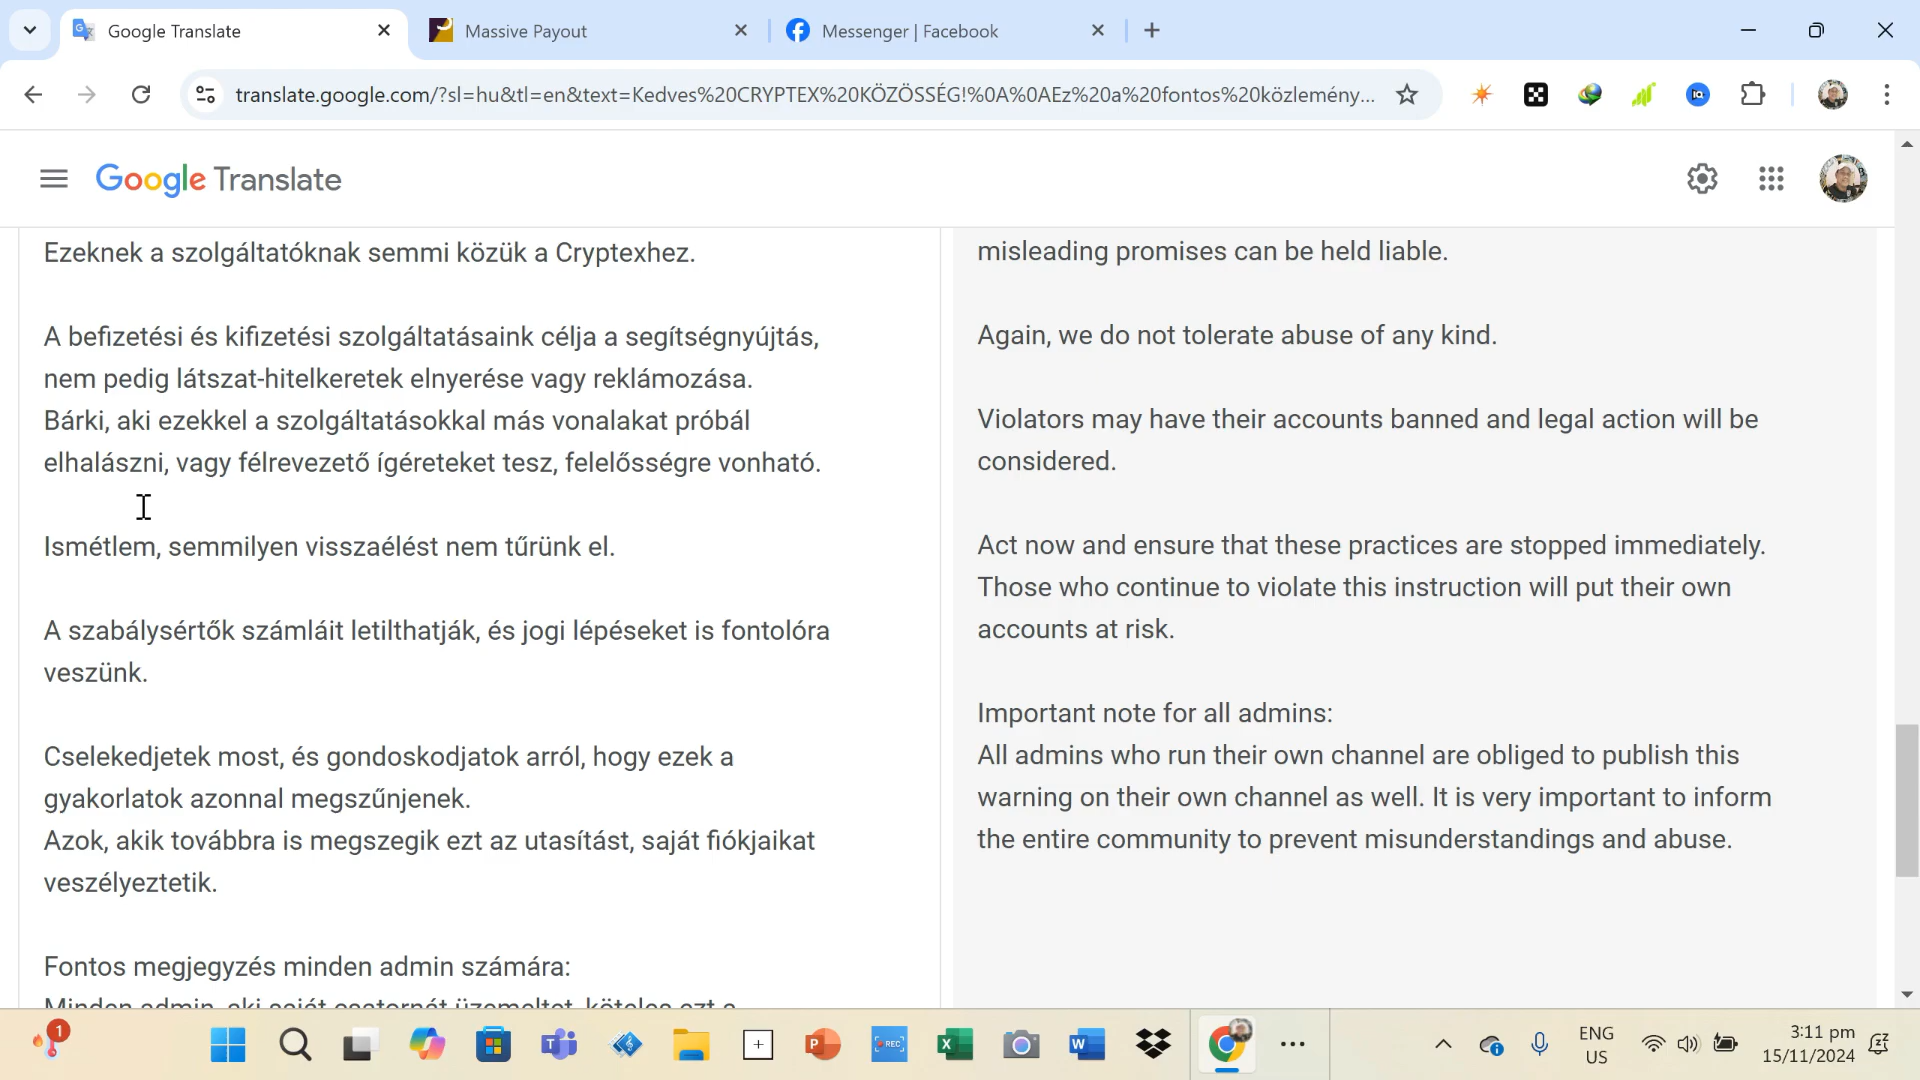 Google Translate
Massive Payout
Messenger | Facebook
translate.google.com/?sl=hu&tl=en&text=Kedves%20CRYPTEX%20KÖZÖSSÉG!%0A%0AEz%20a%20fontos%20közlemény...
Google Translate
Ezeknek a szolgáltatóknak semmi közük a Cryptexhez.
A befizetési és kifizetési szolgáltatásaink célja a segítségnyújtás,
nem pedig látszat-hitelkeretek elnyerése vagy reklámozása.
Bárki, aki ezekkel a szolgáltatásokkal más vonalakat próbál
elhalászni, vagy félrevezető ígéreteket tesz, felelősségre vonható.
Ismétlem, semmilyen visszaélést nem tűrünk el.
A szabálysértők számláit letilthatják, és jogi lépéseket is fontolóra
veszünk.
Cselekedjetek most, és gondoskodjatok arról, hogy ezek a
gyakorlatok azonnal megszűnjenek.
Azok, akik továbbra is megszegik ezt az utasítást, saját fiókjaikat
veszélyeztetik.
Fontos megjegyzés minden admin számára:
Minden admin, aki saját csatornát üzemeltet, köteles ezt a
misleading promises can be held liable.
Again, we do not tolerate abuse of any kind.
Violators may have their accounts banned and legal action will be
considered.
Act now and ensure that these practices are stopped immediately.
Those who continue to violate this instruction will put their own
accounts at risk.
Important note for all admins:
All admins who run their own channel are obliged to publish this
warning on their own channel as well. It is very important to inform
the entire community to prevent misunderstandings and abuse.
1
REC
ENG
US
3:11 pm
15/11/2024